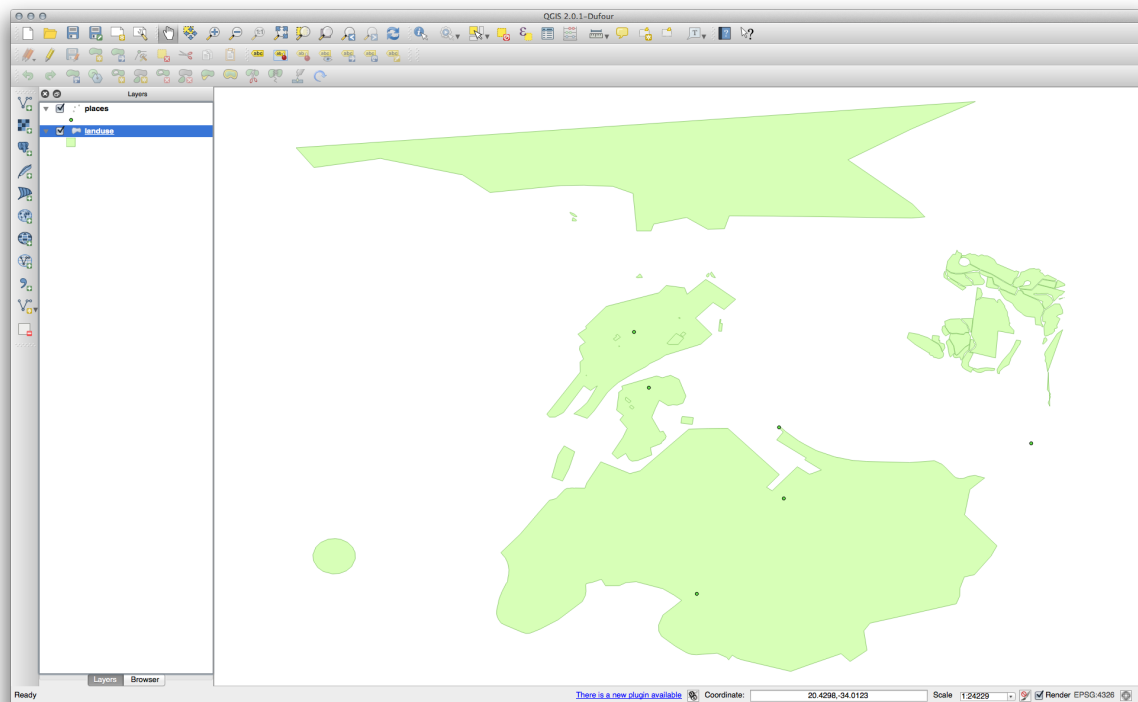 QGIS 2.0.1-Dufour
Layers
places
landuse
Layers Browser
Ready There is a new plugin available Coordinate: 20.4298,-34.0123 Scale 1:24229 Render EPSG:4326